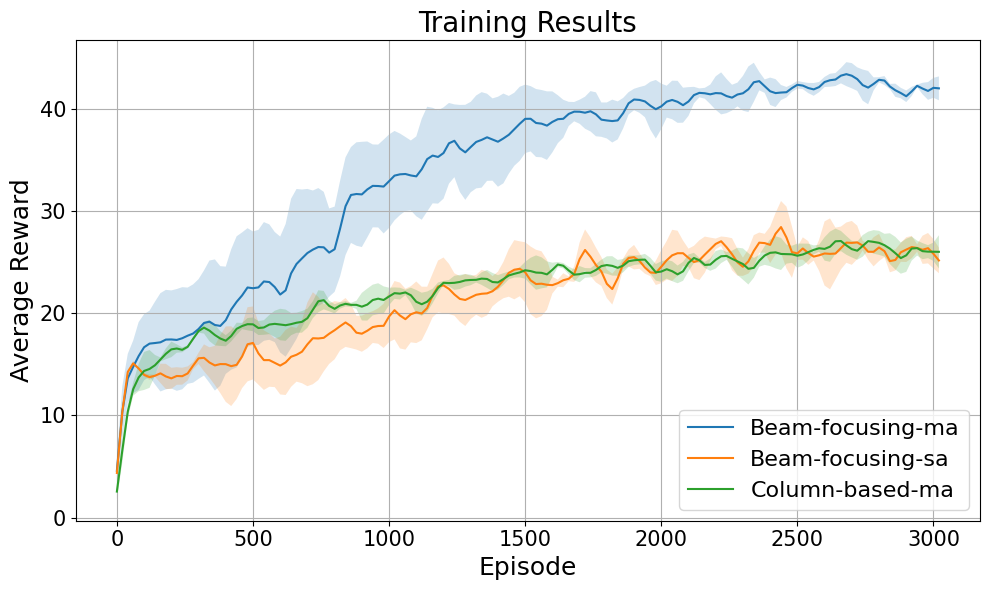 Training Results
Average Reward
40
30
20
10
0
0 500 1000 1500 2000 2500 3000
Episode
Beam-focusing-ma
Beam-focusing-sa
Column-based-ma